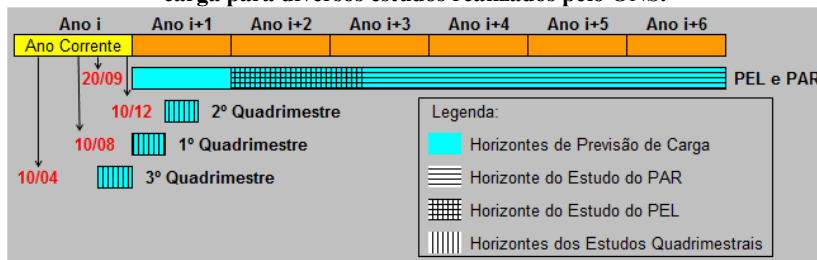 carga para diversos estudos realizados pelo ONS.
Ano i Ano i+1 Ano i+2 Ano i+3 Ano i+4 Ano i+5 Ano i+6
Ano Corrente
20/09 PEL e PAR
10/12 2º Quadrimestre
10/08 1º Quadrimestre
10/04 3º Quadrimestre
Legenda:
Horizontes de Previsão de Carga
Horizonte do Estudo do PAR
Horizonte do Estudo do PEL
Horizontes dos Estudos Quadrimestrais